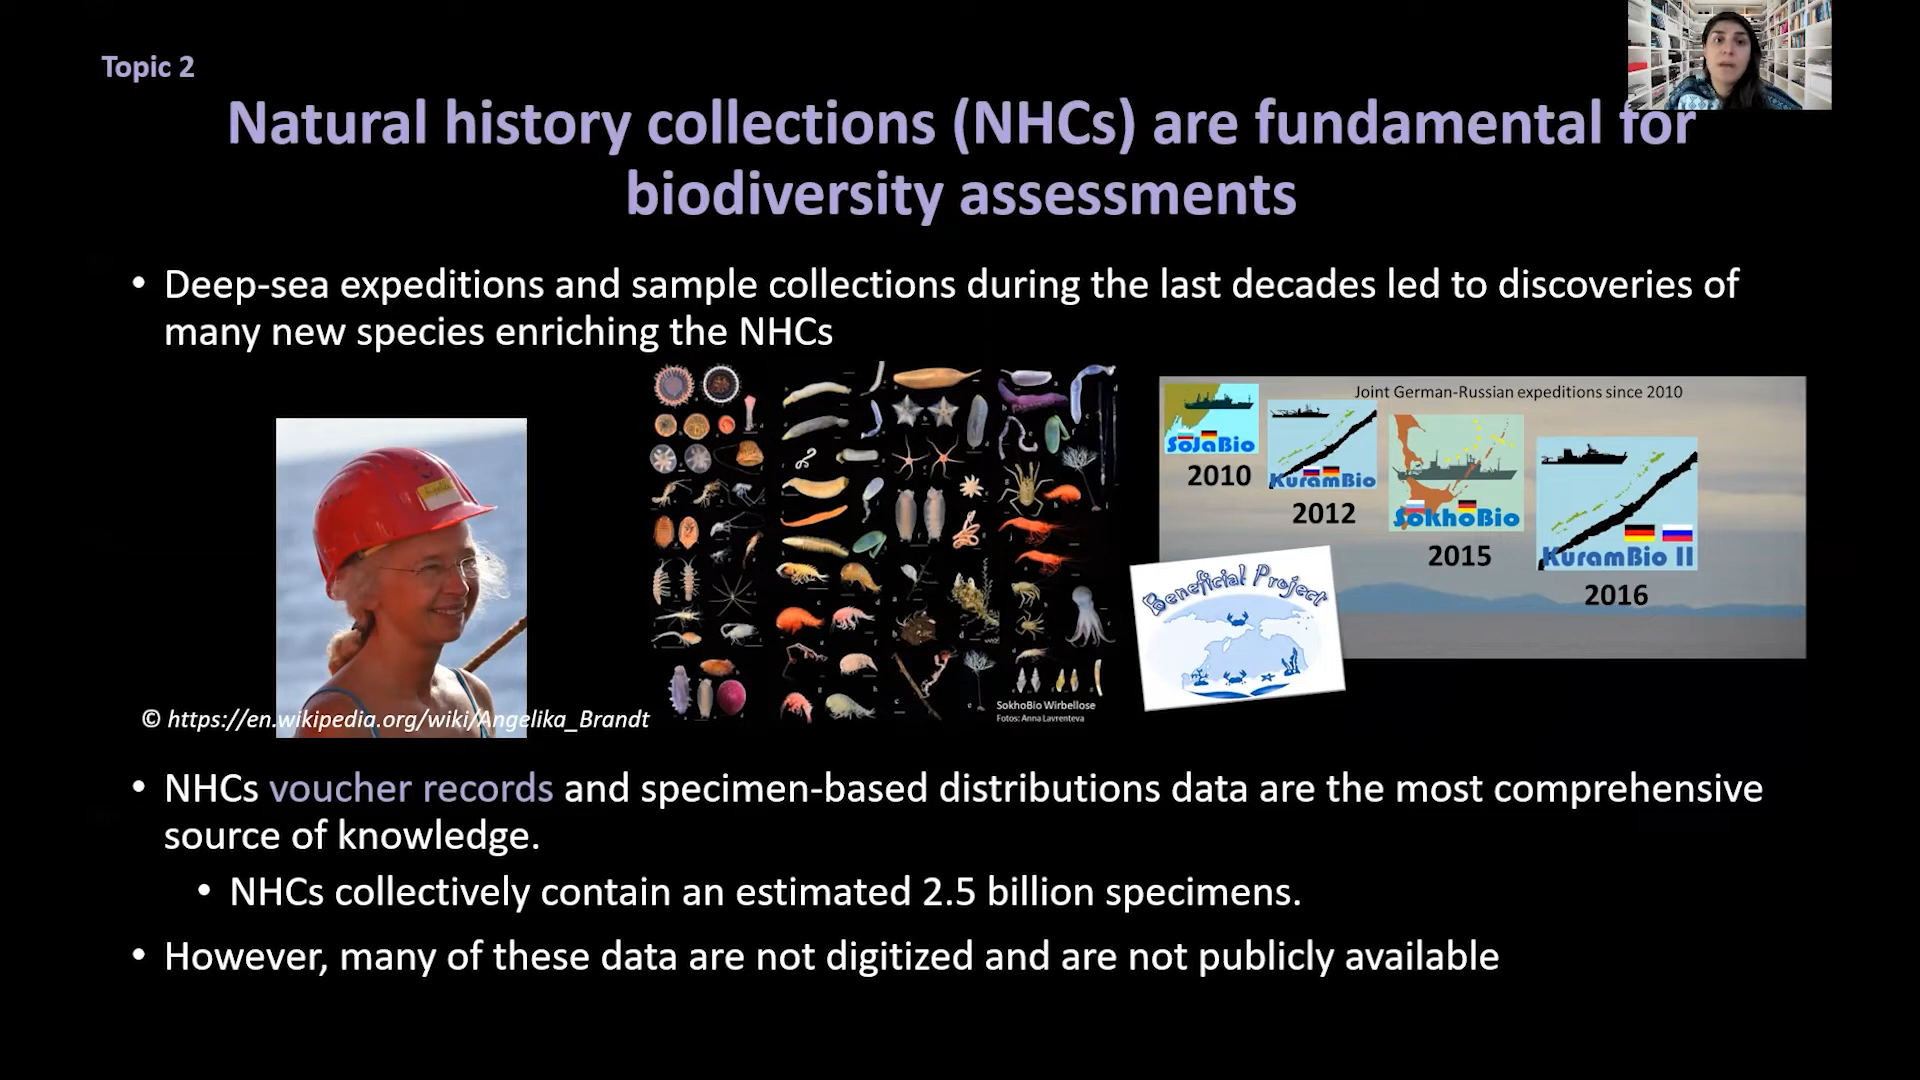 Topic 2
Natural history collections (NHCs) are fundamental for
biodiversity assessments
• Deep-sea expeditions and sample collections during the last decades led to discoveries of
many new species enriching the NHCs
© https://en.wikipedia.org/wiki/Angelika_Brandt
SokhoBio Wirbellose
Fotos: Anna Lavrenteva
Joint German-Russian expeditions since 2010
SoJaBio
2010
KuramBio
2012
SokhoBio
2015
KuramBio II
2016
Beneficial Project
• NHCs voucher records and specimen-based distributions data are the most comprehensive
source of knowledge.
• NHCs collectively contain an estimated 2.5 billion specimens.
• However, many of these data are not digitized and are not publicly available